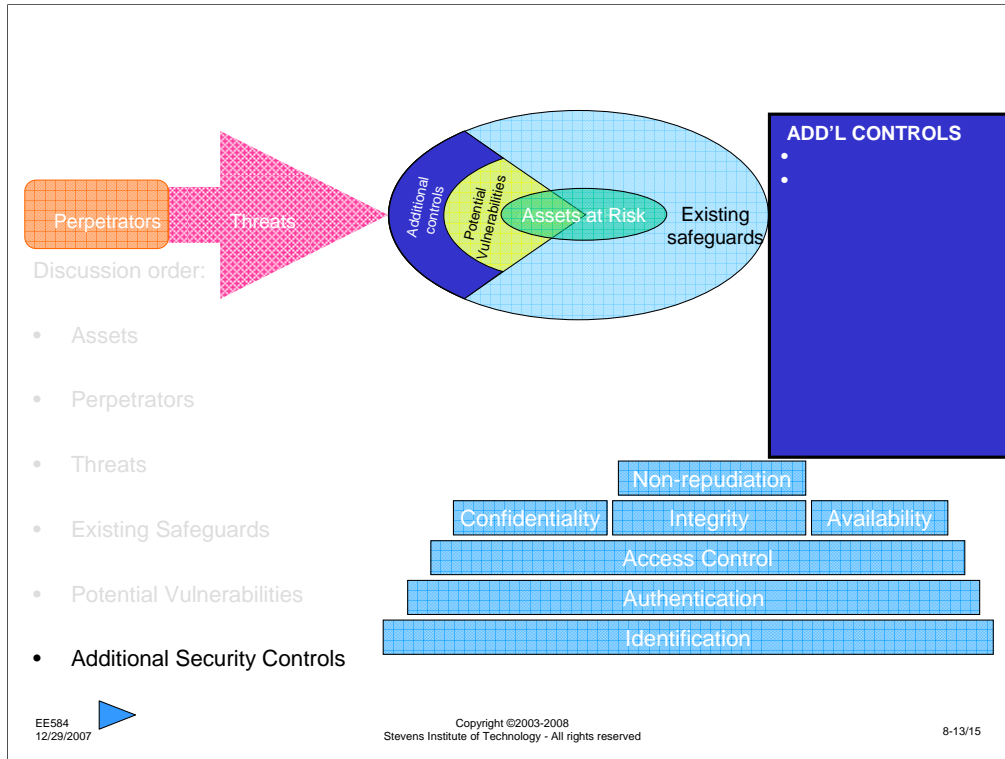 ADD'L CONTROLS
•
•
Perpetrators
Threats
Additional
controls
Potential
Vulnerabilities
Assets at Risk
Existing
safeguards
Discussion order:
• Assets
• Perpetrators
• Threats
• Existing Safeguards
• Potential Vulnerabilities
• Additional Security Controls
Non-repudiation
Confidentiality
Integrity
Availability
Access Control
Authentication
Identification
EE584
12/29/2007
Copyright ©2003-2008
Stevens Institute of Technology - All rights reserved
8-13/15